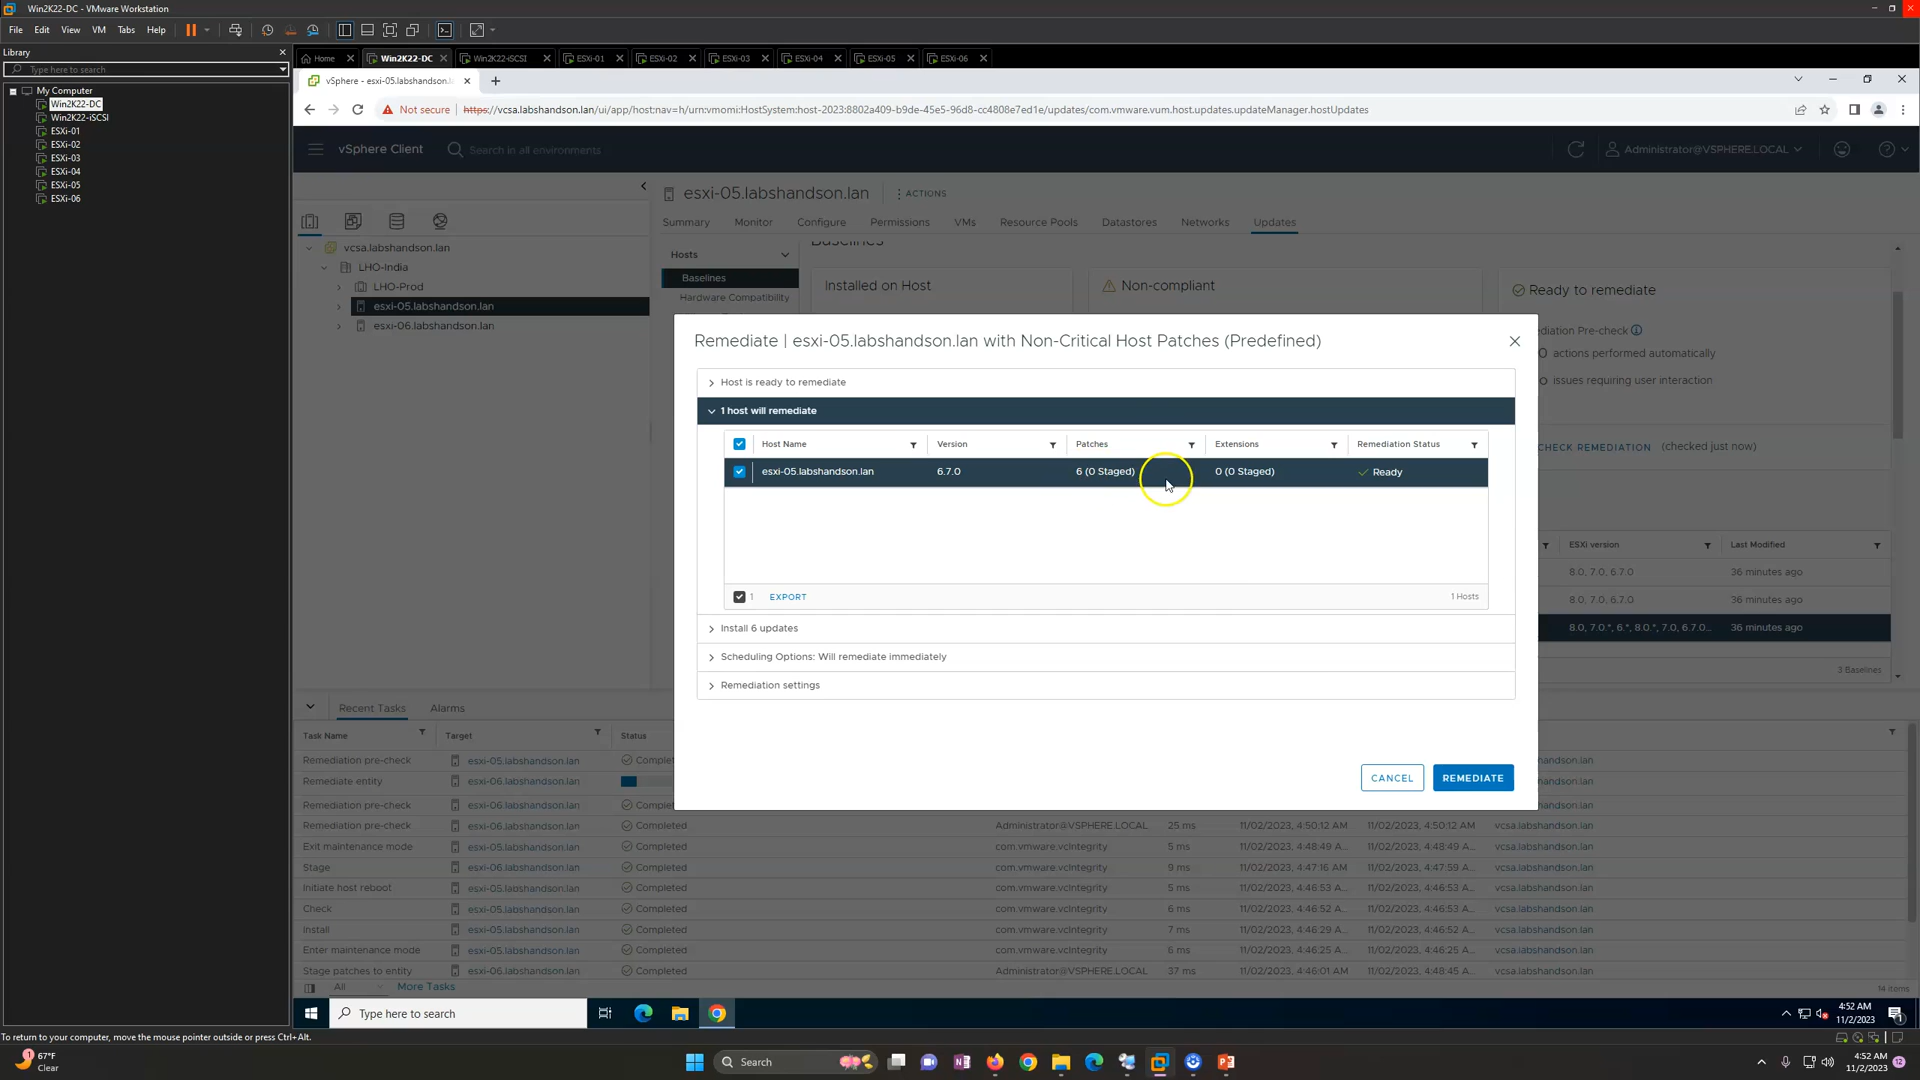 Win2K22-DC - VMware Workstation
File Edit View VM Tabs Help
Library
Type here to search
My Computer
Win2K22-DC
Win2K22-iSCSI
ESXi-01
ESXi-02
ESXi-03
ESXi-04
ESXi-05
ESXi-06
Home Win2K22-DC Win2K22-iSCSI ESXi-01 ESXi-02 ESXi-03 ESXi-04 ESXi-05 ESXi-06
vSphere - esxi-05.labshandson.
Not secure https://vcsa.labshandson.lan/ui/app/host;nav=h/urn:vmomi:HostSystem:host-2023:8802a409-b9de-45e5-96d8-cc4808e7ed1e/updates/com.vmware.vum.host.updates.updateManager.hostUpdates
vSphere Client Search in all environments Administrator@VSPHERE.LOCAL
esxi-05.labshandson.lan ACTIONS
Summary Monitor Configure Permissions VMs Resource Pools Datastores Networks Updates
vcsa.labshandson.lan
LHO-India
LHO-Prod
esxi-05.labshandson.lan
esxi-06.labshandson.lan
Hosts
Baselines
Hardware Compatibility
Baselines
Installed on Host
Non-compliant
Ready to remediate
ediation Pre-check
0 actions performed automatically
0 issues requiring user interaction
CHECK REMEDIATION (checked just now)
ESXi version Last Modified
8.0, 7.0, 6.7.0 36 minutes ago
8.0, 7.0, 6.7.0 36 minutes ago
8.0, 7.0.*, 6.*, 8.0.*, 7.0, 6.7.0... 36 minutes ago
3 Baselines
Remediate | esxi-05.labshandson.lan with Non-Critical Host Patches (Predefined)
Host is ready to remediate
1 host will remediate
Host Name Version Patches Extensions Remediation Status
esxi-05.labshandson.lan 6.7.0 6 (0 Staged) 0 (0 Staged) Ready
1 EXPORT 1 Hosts
Install 6 updates
Scheduling Options: Will remediate immediately
Remediation settings
CANCEL REMEDIATE
Recent Tasks Alarms
Task Name Target Status
Remediation pre-check esxi-05.labshandson.lan Complet vcsa.labshandson.lan
Remediate entity esxi-06.labshandson.lan vcsa.labshandson.lan
Remediation pre-check esxi-06.labshandson.lan Completed vcsa.labshandson.lan
Remediation pre-check esxi-06.labshandson.lan Completed Administrator@VSPHERE.LOCAL 25 ms 11/02/2023, 4:50:12 AM 11/02/2023, 4:50:12 A... vcsa.labshandson.lan
Exit maintenance mode esxi-05.labshandson.lan Completed com.vmware.vcIntegrity 5 ms 11/02/2023, 4:48:49 A... 11/02/2023, 4:48:49 A... vcsa.labshandson.lan
Stage esxi-06.labshandson.lan Completed com.vmware.vcIntegrity 9 ms 11/02/2023, 4:47:16 A... 11/02/2023, 4:47:59 A... vcsa.labshandson.lan
Initiate host reboot esxi-05.labshandson.lan Completed com.vmware.vcIntegrity 5 ms 11/02/2023, 4:46:53 A... 11/02/2023, 4:46:53 A... vcsa.labshandson.lan
Check esxi-05.labshandson.lan Completed com.vmware.vcIntegrity 6 ms 11/02/2023, 4:46:52 A... 11/02/2023, 4:46:53 A... vcsa.labshandson.lan
Install esxi-05.labshandson.lan Completed com.vmware.vcIntegrity 7 ms 11/02/2023, 4:46:29 A... 11/02/2023, 4:46:52 A... vcsa.labshandson.lan
Enter maintenance mode esxi-05.labshandson.lan Completed com.vmware.vcIntegrity 6 ms 11/02/2023, 4:46:25 A... 11/02/2023, 4:46:25 A... vcsa.labshandson.lan
Stage patches to entity esxi-06.labshandson.lan Completed Administrator@VSPHERE.LOCAL 37 ms 11/02/2023, 4:46:01 A... 11/02/2023, 4:48:45 A... vcsa.labshandson.lan
All More Tasks 14 items
Type here to search
4:52 AM
11/2/2023
To return to your computer, move the mouse pointer outside or press Ctrl+Alt.
67°F
Clear
Search
4:52 AM
11/2/2023